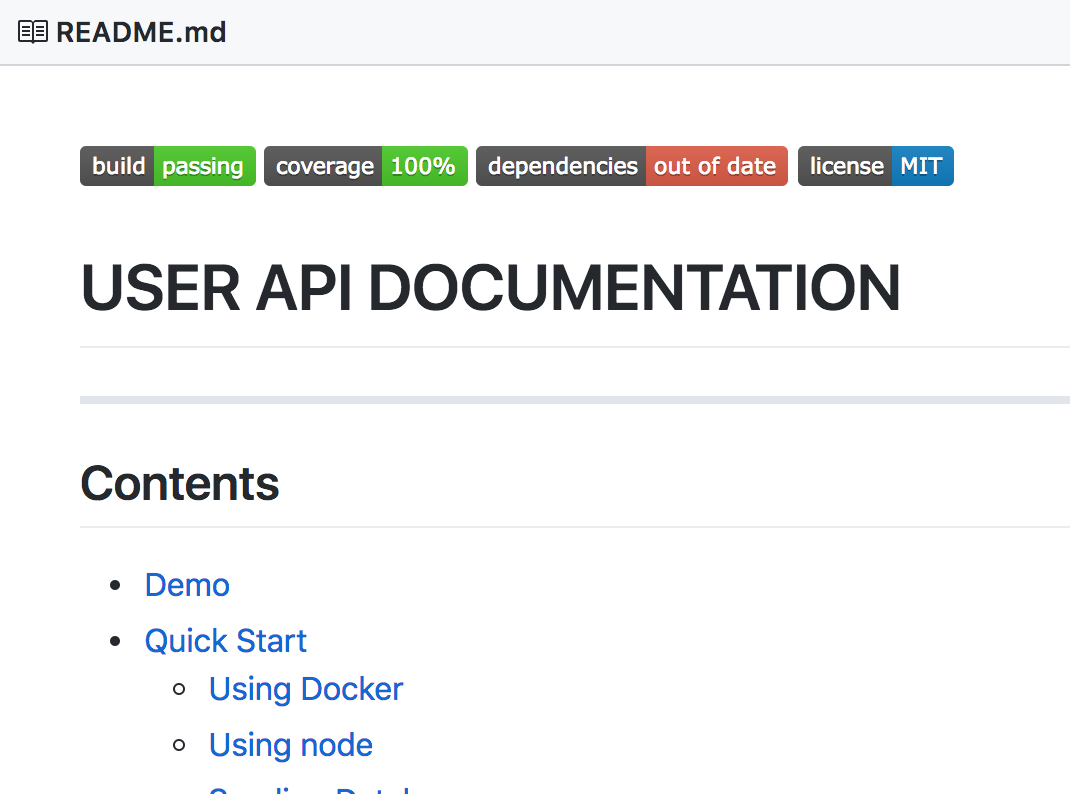 README.md
build passing coverage 100% dependencies out of date license MIT
USER API DOCUMENTATION
Contents
Demo
Quick Start
Using Docker
Using node